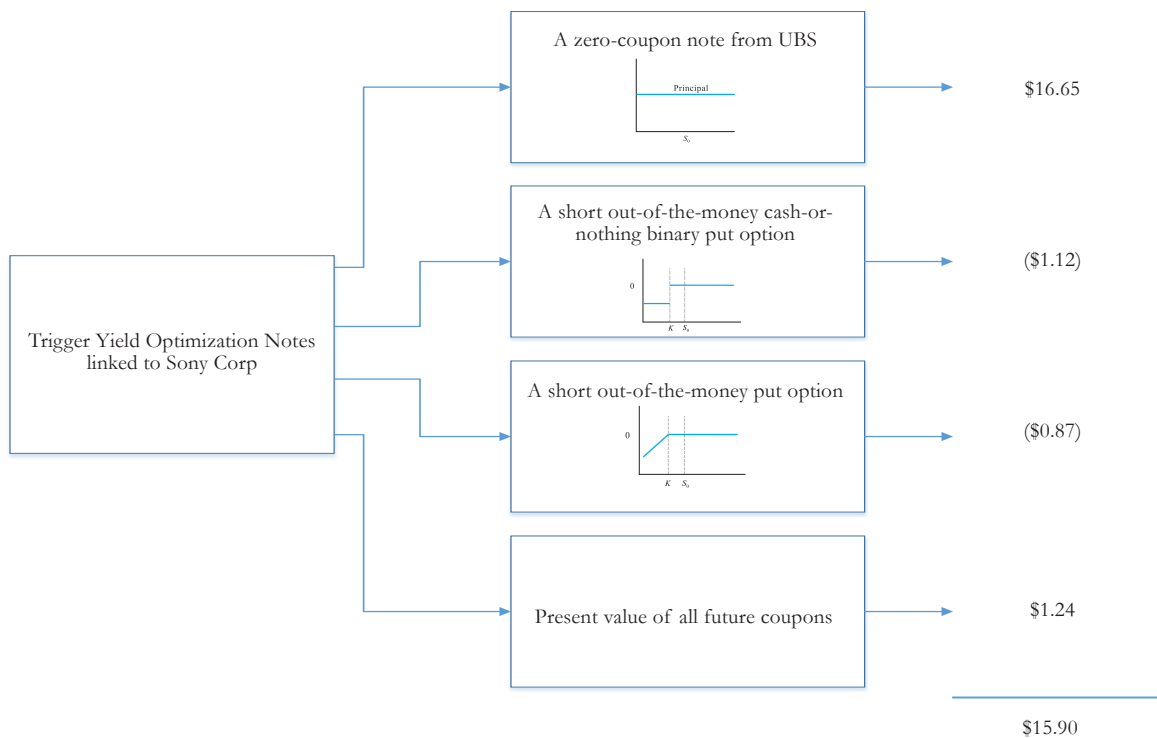 A zero-coupon note from UBS
Principal
S₀
$16.65
A short out-of-the-money cash-or-
nothing binary put option
0
K
S₀
($1.12)
Trigger Yield Optimization Notes
linked to Sony Corp
A short out-of-the-money put option
0
K
S₀
($0.87)
Present value of all future coupons
$1.24
$15.90